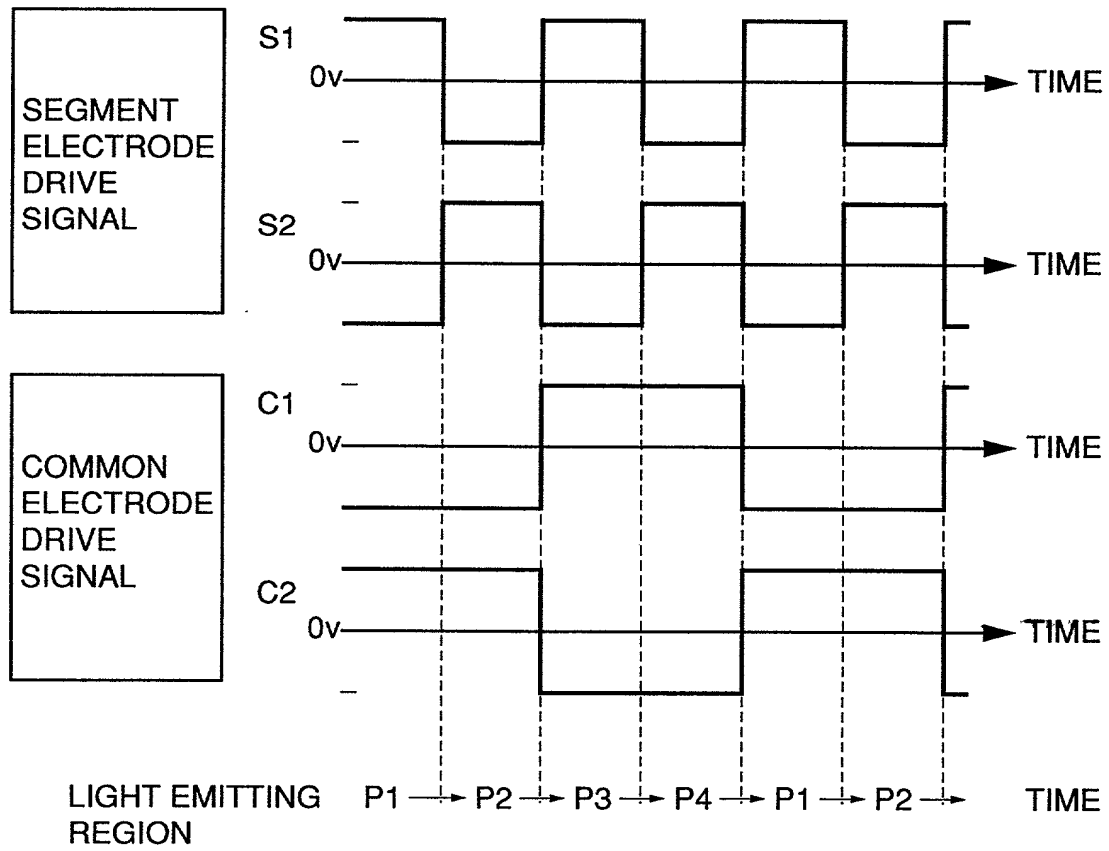 SEGMENT
ELECTRODE
DRIVE
SIGNAL
S1
0v
TIME
S2
0v
TIME
COMMON
ELECTRODE
DRIVE
SIGNAL
C1
0v
TIME
C2
0v
TIME
LIGHT EMITTING
REGION
P1 → P2 → P3 → P4 → P1 → P2 → TIME